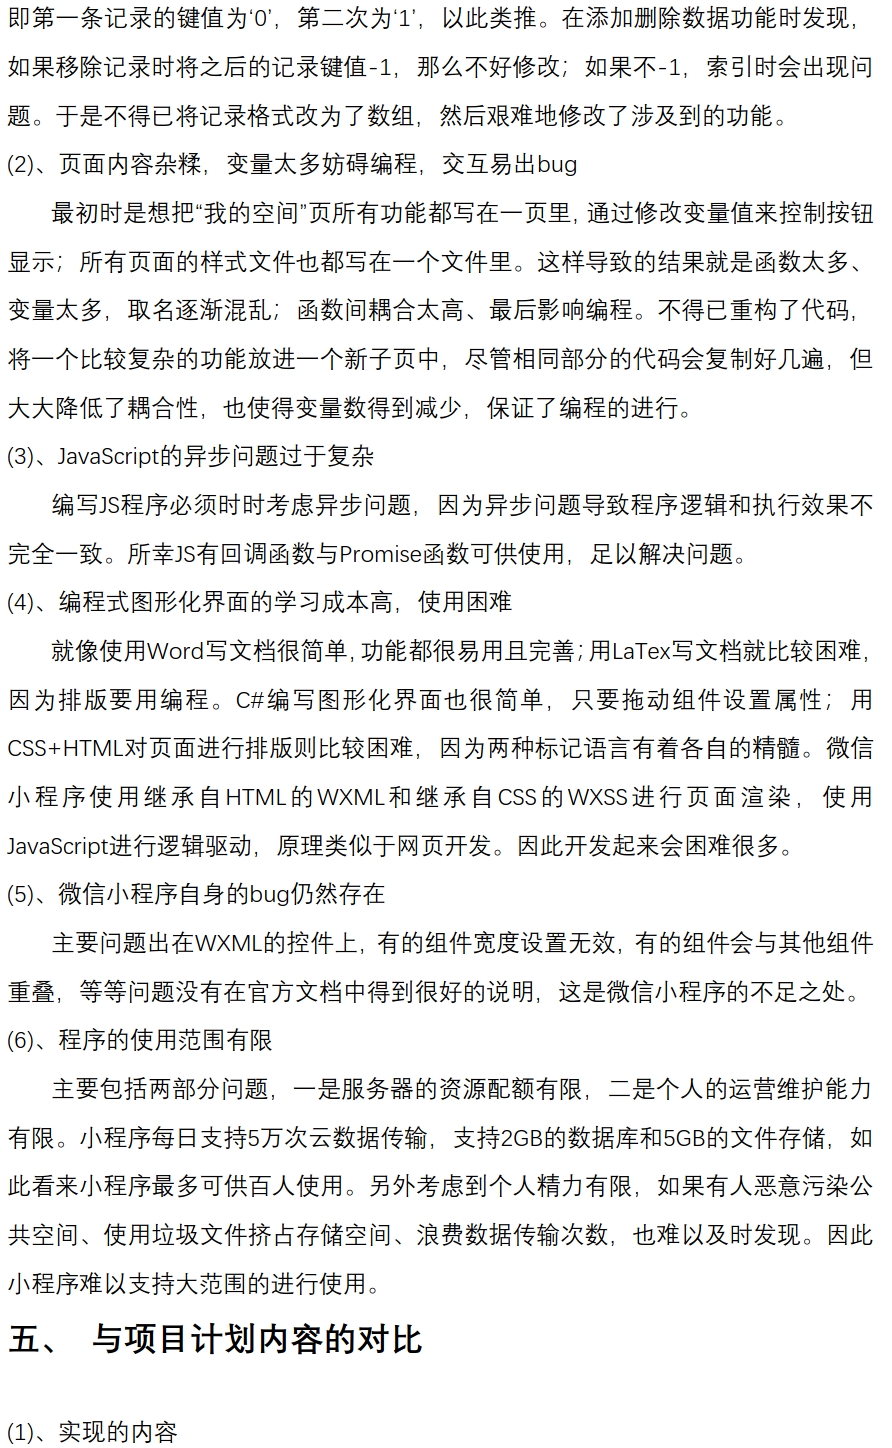 即第一条记录的键值为‘0’，第二次为‘1’，以此类推。在添加删除数据功能时发现，
如果移除记录时将之后的记录键值-1，那么不好修改；如果不-1，索引时会出现问
题。于是不得已将记录格式改为了数组，然后艰难地修改了涉及到的功能。
(2)、页面内容杂糅，变量太多妨碍编程，交互易出bug
最初时是想把“我的空间”页所有功能都写在一页里，通过修改变量值来控制按钮
显示；所有页面的样式文件也都写在一个文件里。这样导致的结果就是函数太多、
变量太多，取名逐渐混乱；函数间耦合太高、最后影响编程。不得已重构了代码，
将一个比较复杂的功能放进一个新子页中，尽管相同部分的代码会复制好几遍，但
大大降低了耦合性，也使得变量数得到减少，保证了编程的进行。
(3)、JavaScript的异步问题过于复杂
编写JS程序必须时时考虑异步问题，因为异步问题导致程序逻辑和执行效果不
完全一致。所幸JS有回调函数与Promise函数可供使用，足以解决问题。
(4)、编程式图形化界面的学习成本高，使用困难
就像使用Word写文档很简单，功能都很易用且完善；用LaTex写文档就比较困难，
因为排版要用编程。C#编写图形化界面也很简单，只要拖动组件设置属性；用
CSS+HTML对页面进行排版则比较困难，因为两种标记语言有着各自的精髓。微信
小程序使用继承自HTML的WXML和继承自CSS的WXSS进行页面渲染，使用
JavaScript进行逻辑驱动，原理类似于网页开发。因此开发起来会困难很多。
(5)、微信小程序自身的bug仍然存在
主要问题出在WXML的控件上，有的组件宽度设置无效，有的组件会与其他组件
重叠，等等问题没有在官方文档中得到很好的说明，这是微信小程序的不足之处。
(6)、程序的使用范围有限
主要包括两部分问题，一是服务器的资源配额有限，二是个人的运营维护能力
有限。小程序每日支持5万次云数据传输，支持2GB的数据库和5GB的文件存储，如
此看来小程序最多可供百人使用。另外考虑到个人精力有限，如果有人恶意污染公
共空间、使用垃圾文件挤占存储空间、浪费数据传输次数，也难以及时发现。因此
小程序难以支持大范围的进行使用。
五、 与项目计划内容的对比
(1)、实现的内容